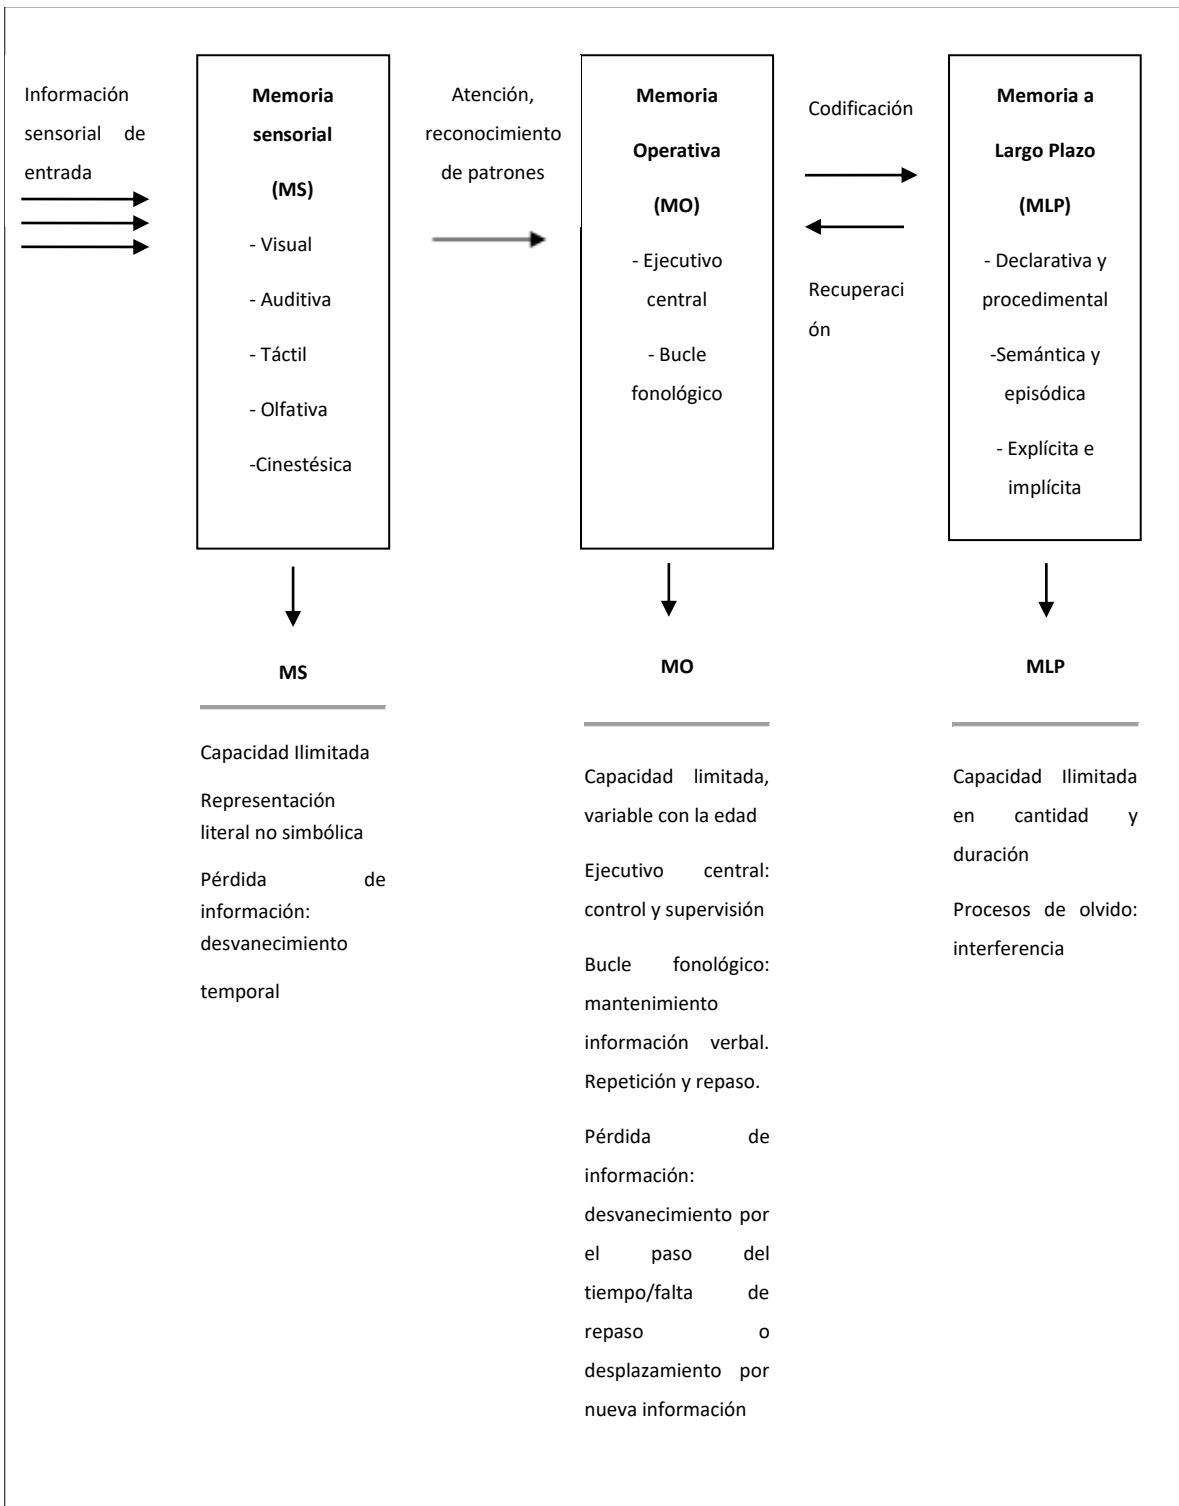 Información
sensorial de
entrada
Memoria
sensorial
(MS)
- Visual
- Auditiva
- Táctil
- Olfativa
-Cinestésica
Atención,
reconocimiento
de patrones
Memoria
Operativa
(MO)
- Ejecutivo
central
- Bucle
fonológico
Codificación
Recuperaci
ón
Memoria a
Largo Plazo
(MLP)
- Declarativa y
procedimental
-Semántica y
episódica
- Explícita e
implícita
MS
Capacidad Ilimitada
Representación
literal no simbólica
Pérdida de
información:
desvanecimiento
temporal
MO
Capacidad limitada,
variable con la edad
Ejecutivo central:
control y supervisión
Bucle fonológico:
mantenimiento
información verbal.
Repetición y repaso.
Pérdida de
información:
desvanecimiento por
el paso del
tiempo/falta de
repaso o
desplazamiento por
nueva información
MLP
Capacidad Ilimitada
en cantidad y
duración
Procesos de olvido:
interferencia